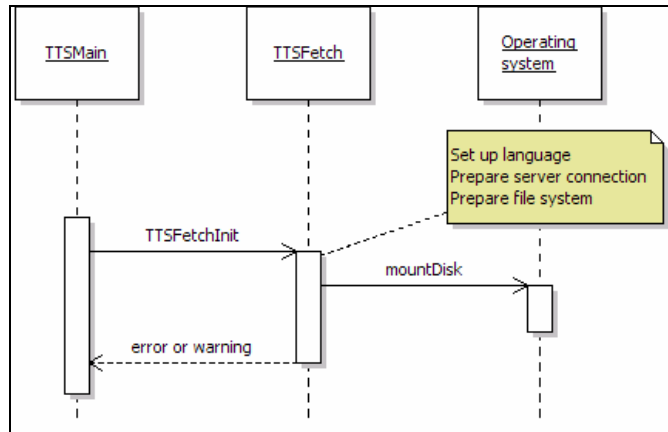 TTSMain
TTSFetch
Operating
system
Set up language
Prepare server connection
Prepare file system
TTSFetchInit
mountDisk
error or warning